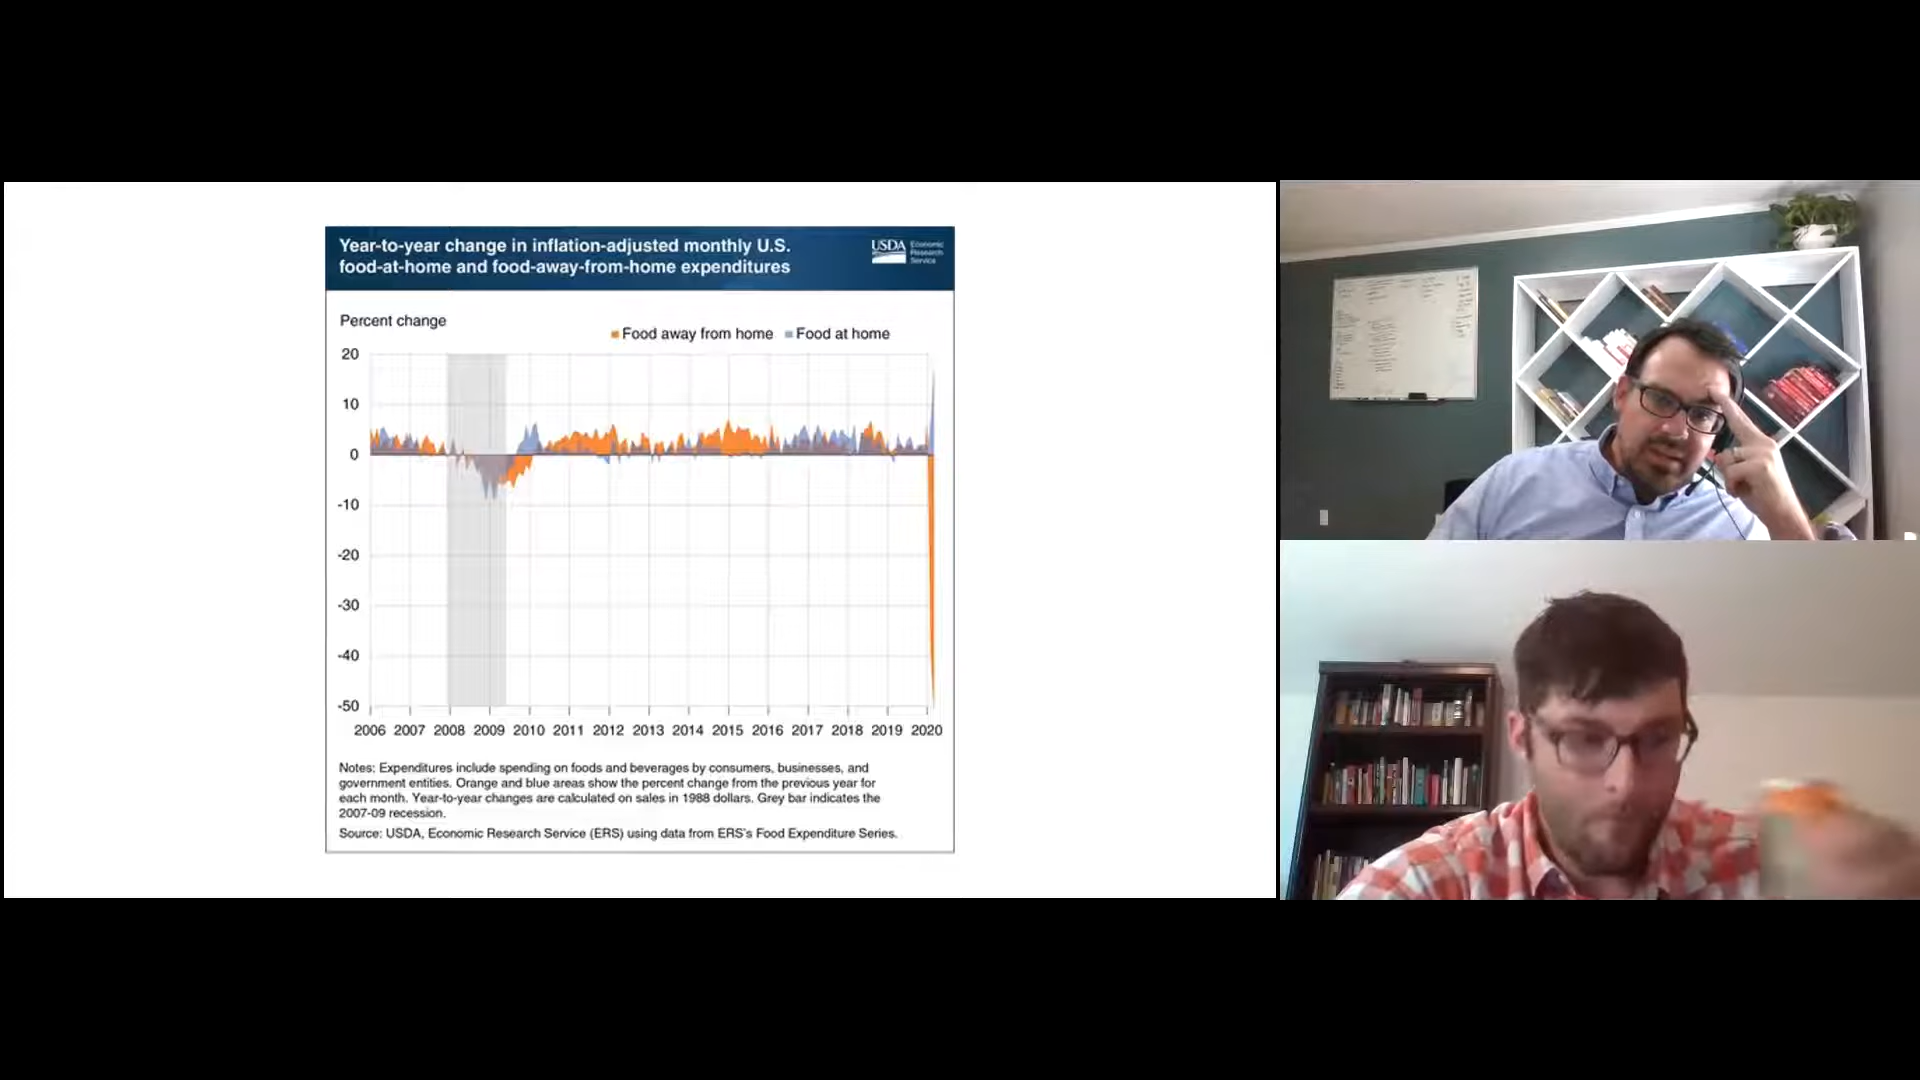 Year-to-year change in inflation-adjusted monthly U.S.
food-at-home and food-away-from-home expenditures
USDA Economic
Research
Service
Percent change
Food away from home Food at home
20
10
0
-10
-20
-30
-40
-50
2006 2007 2008 2009 2010 2011 2012 2013 2014 2015 2016 2017 2018 2019 2020
Notes: Expenditures include spending on foods and beverages by consumers, businesses, and
government entities. Orange and blue areas show the percent change from the previous year for
each month. Year-to-year changes are calculated on sales in 1988 dollars. Grey bar indicates the
2007-09 recession.
Source: USDA, Economic Research Service (ERS) using data from ERS's Food Expenditure Series.